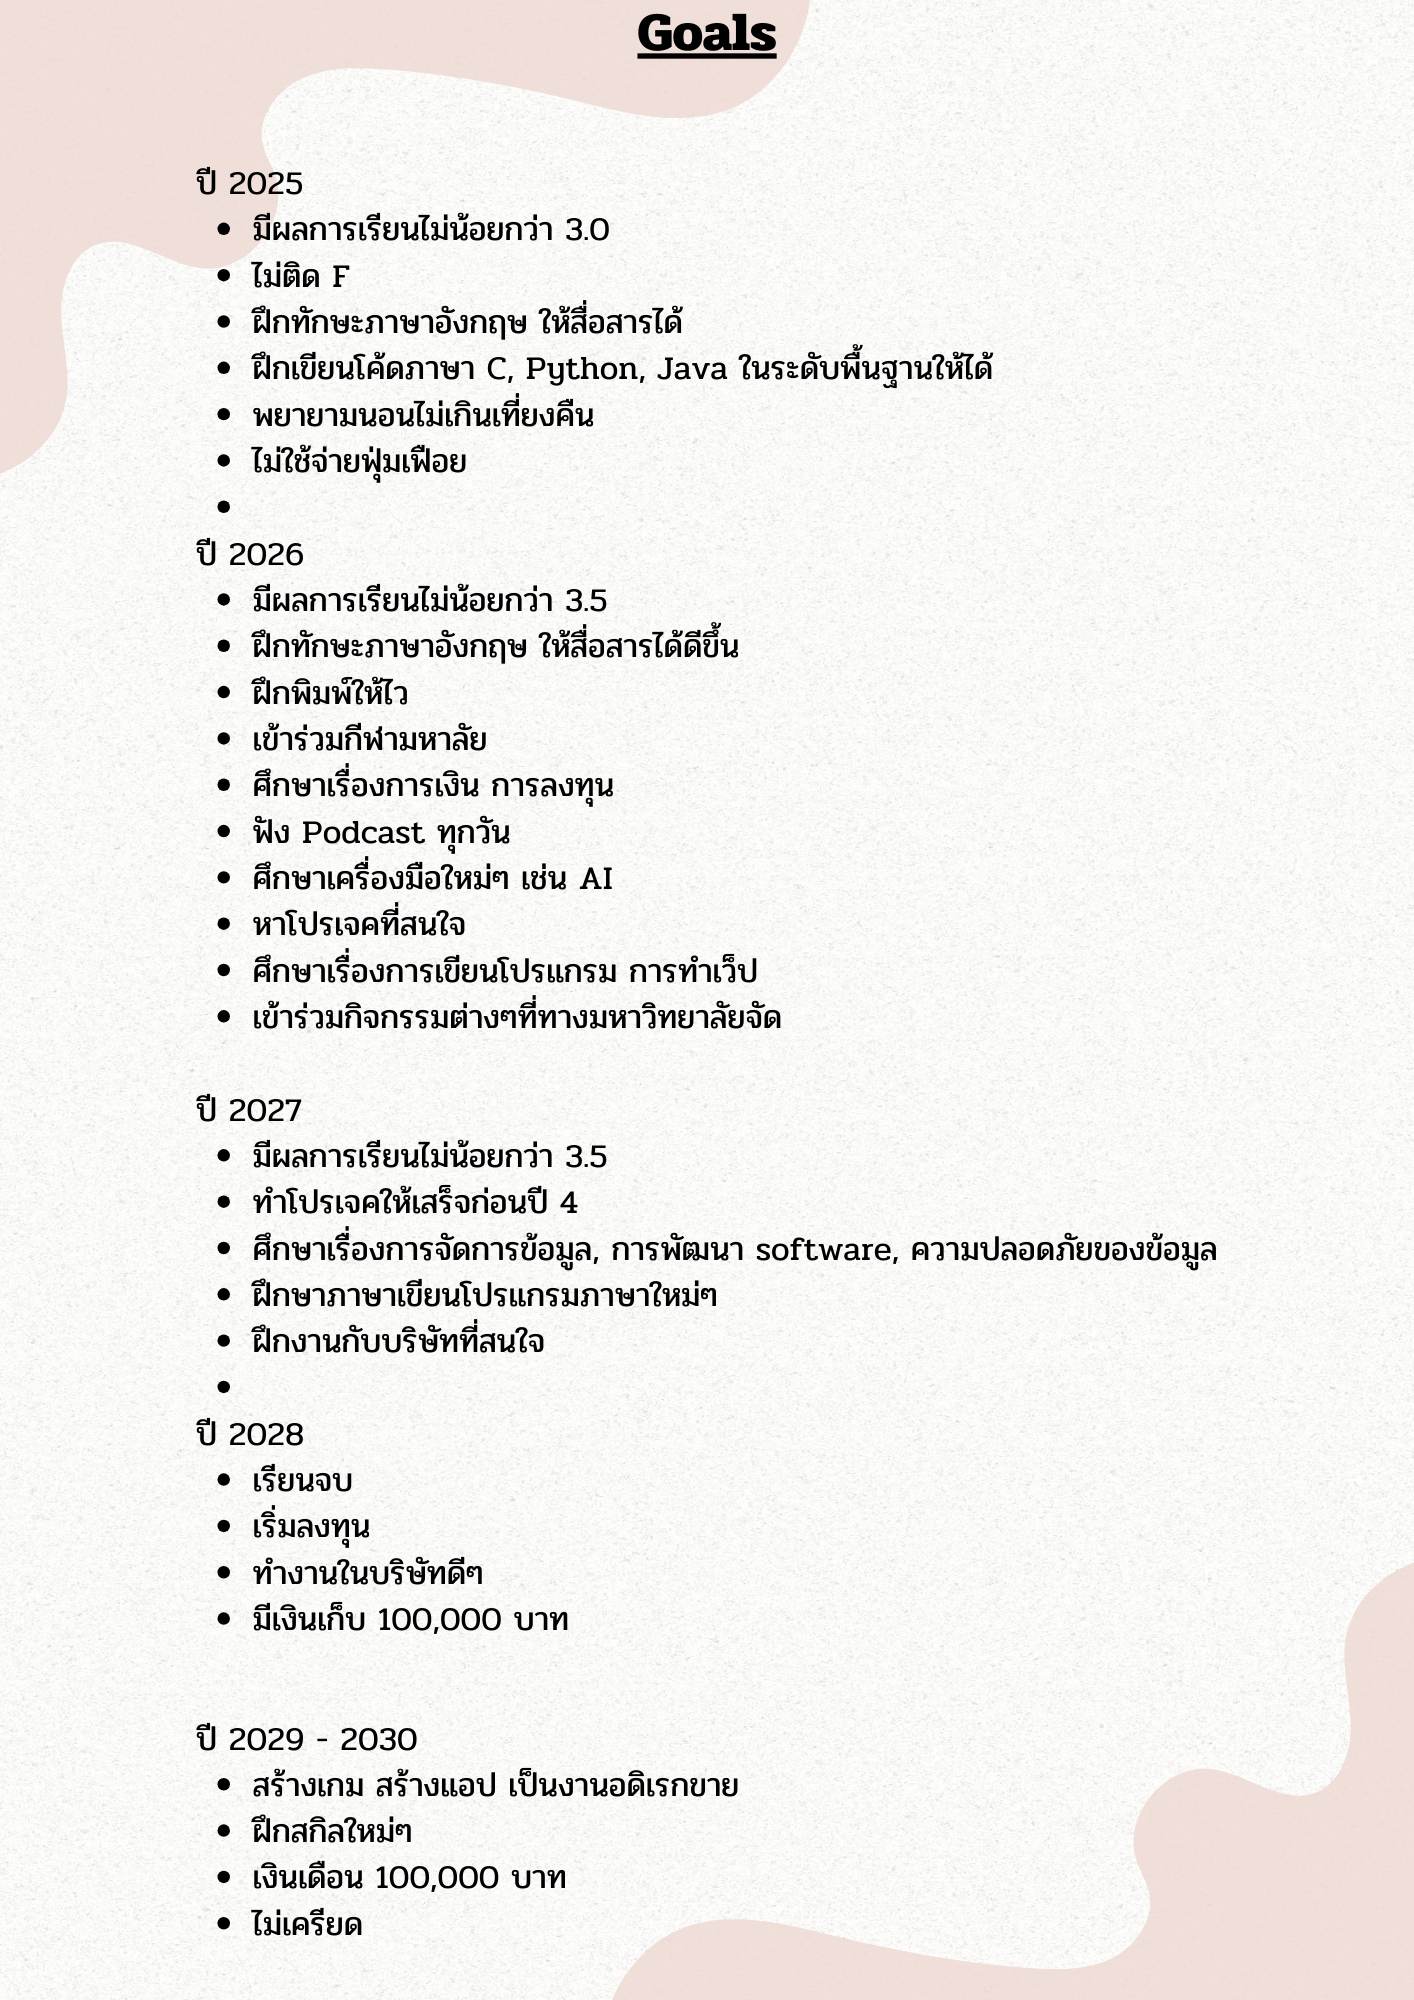 Goals
ปี 2025
• มีผลการเรียนไม่น้อยกว่า 3.0
• ไม่ติด F
• ฝึกทักษะภาษาอังกฤษ ให้สื่อสารได้
• ฝึกเขียนโค้ดภาษา C, Python, Java ในระดับพื้นฐานให้ได้
• พยายามนอนไม่เกินเที่ยงคืน
• ไม่ใช้จ่ายฟุ่มเฟือย
•
ปี 2026
• มีผลการเรียนไม่น้อยกว่า 3.5
• ฝึกทักษะภาษาอังกฤษ ให้สื่อสารได้ดีขึ้น
• ฝึกพิมพ์ให้ไว
• เข้าร่วมกีฬามหาลัย
• ศึกษาเรื่องการเงิน การลงทุน
• ฟัง Podcast ทุกวัน
• ศึกษาเครื่องมือใหม่ๆ เช่น AI
• หาโปรเจคที่สนใจ
• ศึกษาเรื่องการเขียนโปรแกรม การทำเว็ป
• เข้าร่วมกิจกรรมต่างๆที่ทางมหาวิทยาลัยจัด
ปี 2027
• มีผลการเรียนไม่น้อยกว่า 3.5
• ทำโปรเจคให้เสร็จก่อนปี 4
• ศึกษาเรื่องการจัดการข้อมูล, การพัฒนา software, ความปลอดภัยของข้อมูล
• ฝึกษาภาษาเขียนโปรแกรมภาษาใหม่ๆ
• ฝึกงานกับบริษัทที่สนใจ
•
ปี 2028
• เรียนจบ
• เริ่มลงทุน
• ทำงานในบริษัทดีๆ
• มีเงินเก็บ 100,000 บาท
ปี 2029 - 2030
• สร้างเกม สร้างแอป เป็นงานอดิเรกขาย
• ฝึกสกิลใหม่ๆ
• เงินเดือน 100,000 บาท
• ไม่เครียด